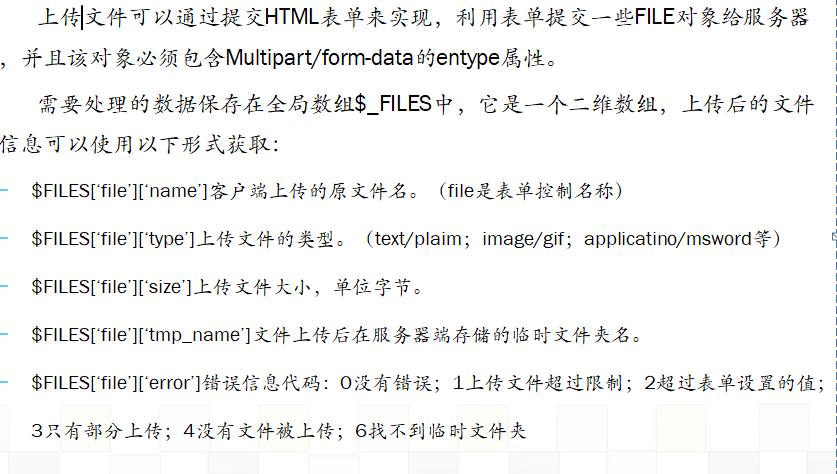 上传文件可以通过提交HTML表单来实现，利用表单提交一些FILE对象给服务器
，并且该对象必须包含Multipart/form-data的entype属性。
需要处理的数据保存在全局数组$_FILES中，它是一个二维数组，上传后的文件
信息可以使用以下形式获取：
$FILES[‘file’][‘name’]客户端上传的原文件名。（file是表单控制名称）
$FILES[‘file’][‘type’]上传文件的类型。（text/plaim；image/gif；applicatino/msword等）
$FILES[‘file’][‘size’]上传文件大小，单位字节。
$FILES[‘file’][‘tmp_name’]文件上传后在服务器端存储的临时文件夹名。
$FILES[‘file’][‘error’]错误信息代码：0没有错误；1上传文件超过限制；2超过表单设置的值；
3只有部分上传；4没有文件被上传；6找不到临时文件夹